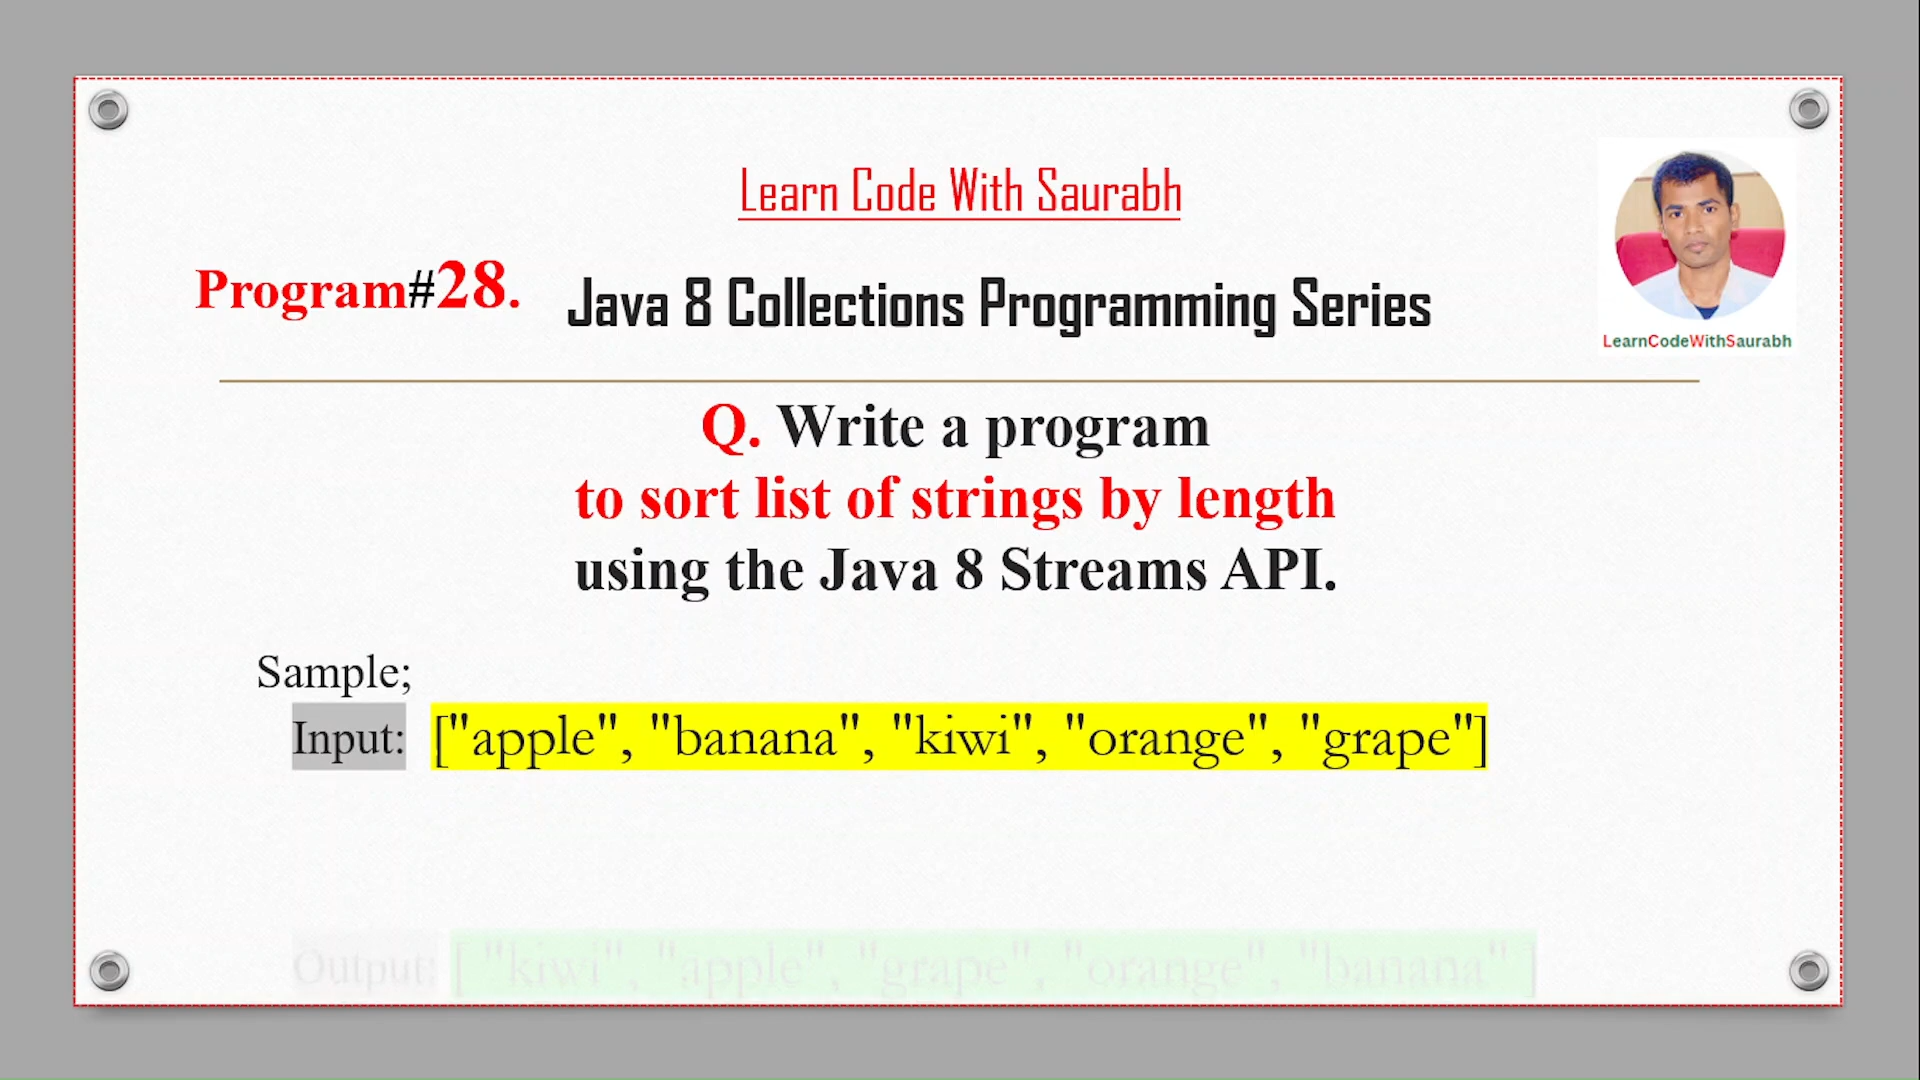 Learn Code With Saurabh
Program#28.
Java 8 Collections Programming Series
LearnCodeWithSaurabh
Q. Write a program
to sort list of strings by length
using the Java 8 Streams API.
Sample;
Input: ["apple", "banana", "kiwi", "orange", "grape"]
Output: [ "kiwi", "apple", "grape", "orange", "banana" ]